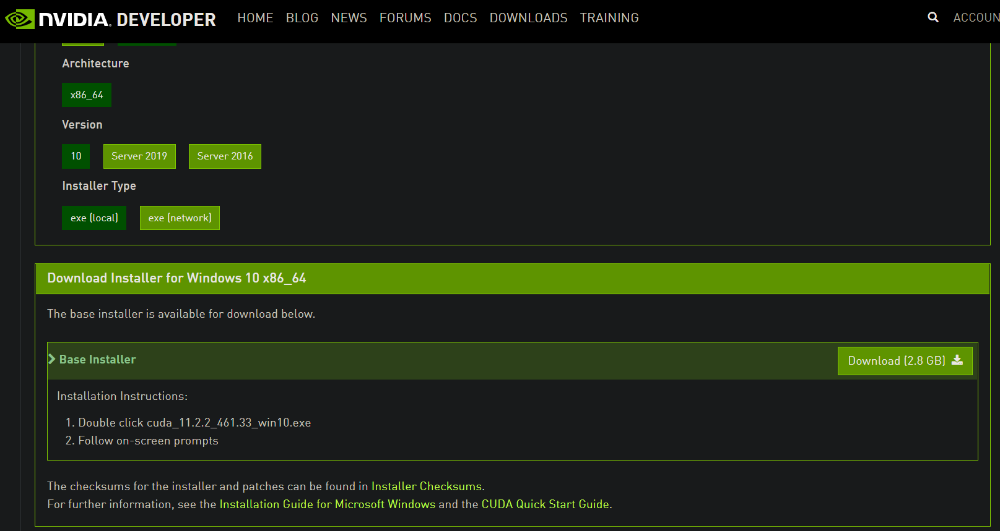 NVIDIA. DEVELOPER HOME BLOG NEWS FORUMS DOCS DOWNLOADS TRAINING ACCOUN
Architecture
x86_64
Version
10 Server 2019 Server 2016
Installer Type
exe (local) exe (network)
Download Installer for Windows 10 x86_64
The base installer is available for download below.
Base Installer Download (2.8 GB)
Installation Instructions:
1. Double click cuda_11.2.2_461.33_win10.exe
2. Follow on-screen prompts
The checksums for the installer and patches can be found in Installer Checksums.
For further information, see the Installation Guide for Microsoft Windows and the CUDA Quick Start Guide.